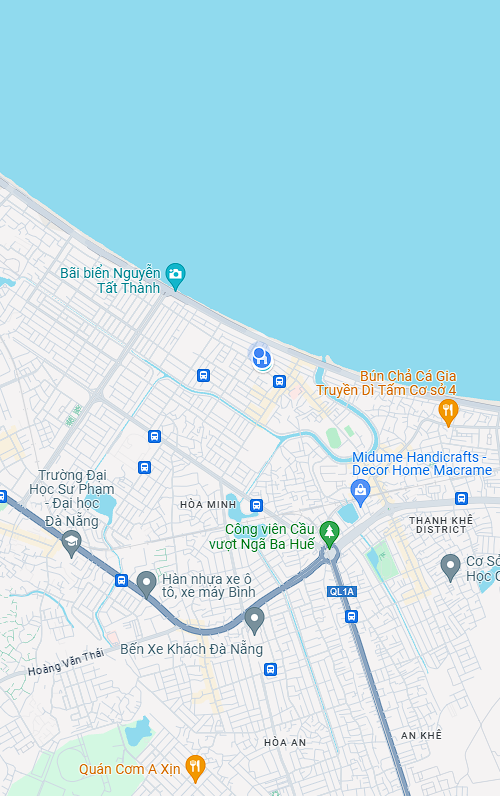 Bãi biển Nguyễn
Tất Thành
Bún Chả Cá Gia
Truyền Dì Tấm Cơ sở 4
Midume Handicrafts -
Decor Home Macrame
Trường Đại
Học Sư Phạm
- Đại học
Đà Nẵng
HÒA MINH
THANH KHÊ
DISTRICT
Công viên Cầu
vượt Ngã Ba Huế
Cơ Sở
Học
Hàn nhựa xe ô
tô, xe máy Bình
QL1A
Bến Xe Khách Đà Nẵng
Hoàng Văn Thái
AN KHÊ
HÒA AN
Quán Cơm A Xịn